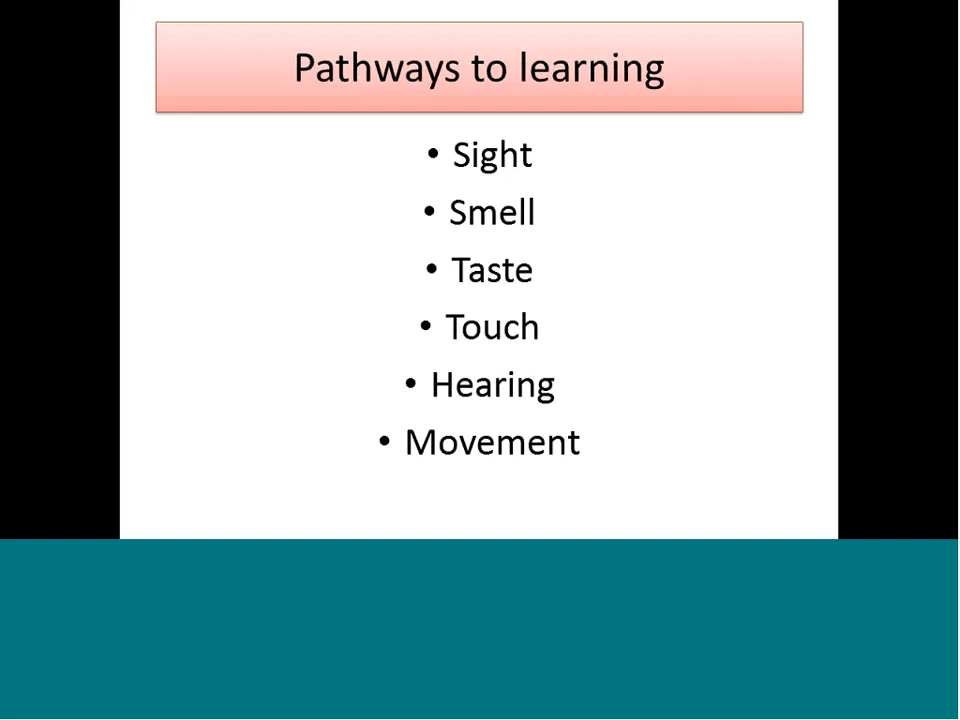 Pathways to learning
• Sight
• Smell
• Taste
• Touch
• Hearing
• Movement